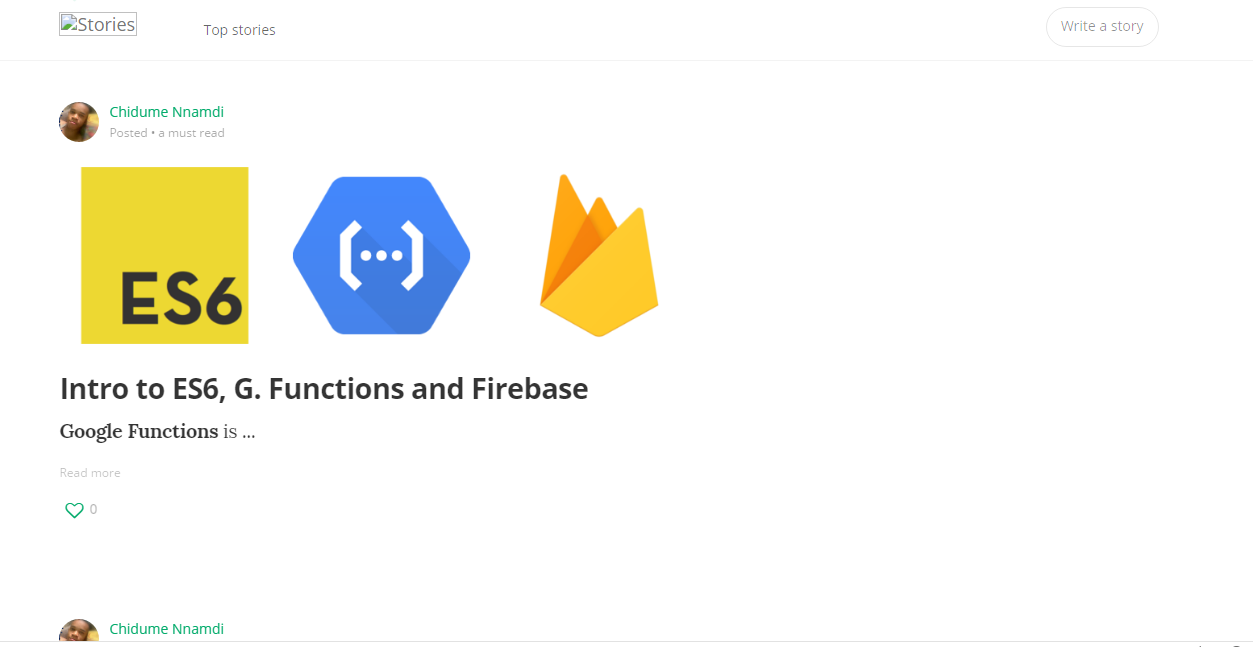 Stories
Top stories
Write a story
Chidume Nnamdi
Posted • a must read
ES6
Intro to ES6, G. Functions and Firebase
Google Functions is ...
Read more
0
Chidume Nnamdi